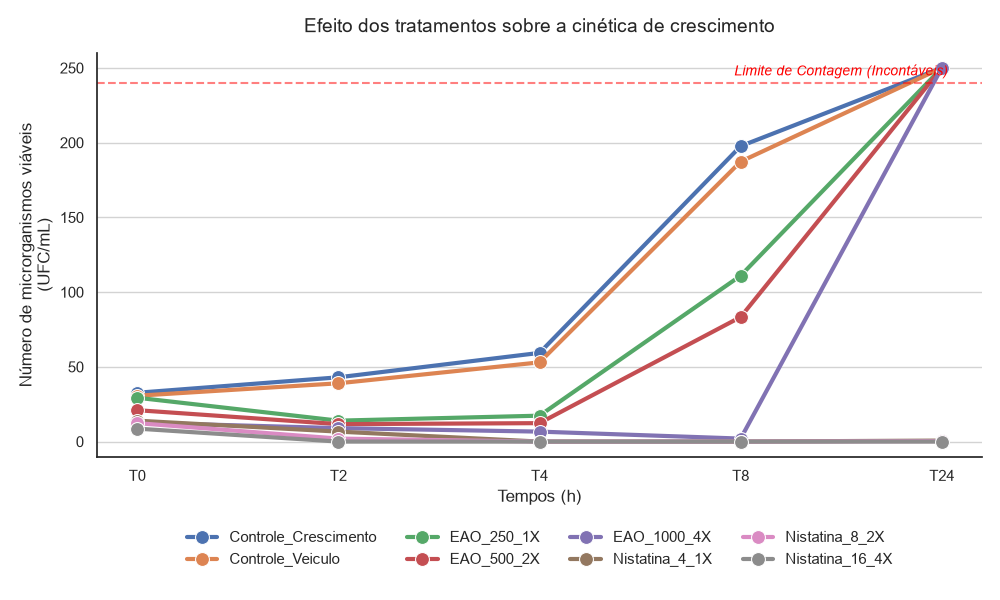 Efeito dos tratamentos sobre a cinética de crescimento
Número de microrganismos viáveis
(UFC/mL)
250
200
150
100
50
0
Limite de Contagem (Incontáveis)
T0 T2 T4 T8 T24
Tempos (h)
Controle_Crescimento EAO_250_1X EAO_1000_4X Nistatina_8_2X
Controle_Veiculo EAO_500_2X Nistatina_4_1X Nistatina_16_4X